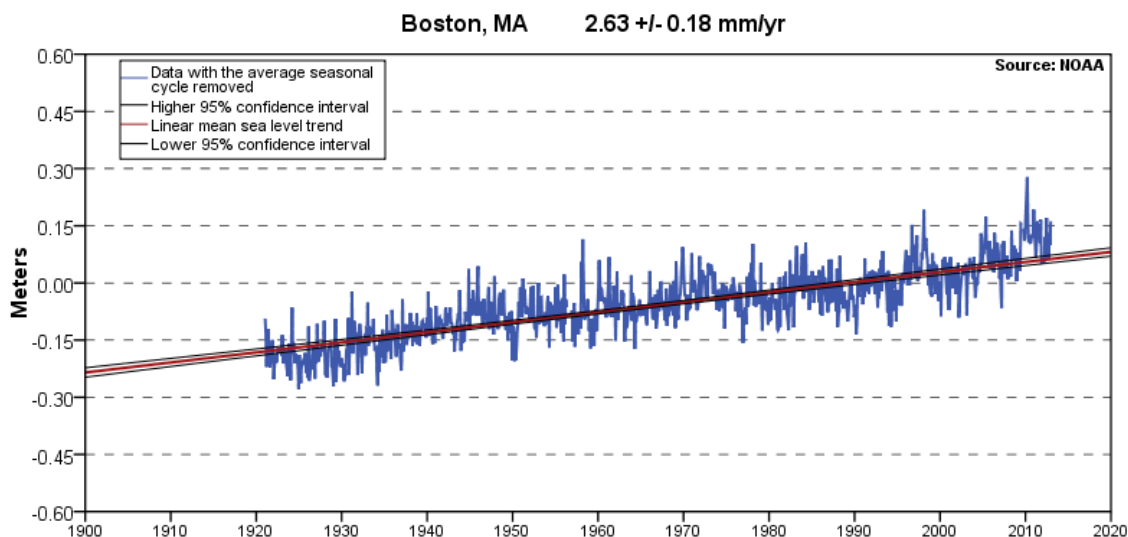 Boston, MA 2.63 +/- 0.18 mm/yr
Source: NOAA
Data with the average seasonal
cycle removed
Higher 95% confidence interval
Linear mean sea level trend
Lower 95% confidence interval
Meters
0.60
0.45
0.30
0.15
0.00
-0.15
-0.30
-0.45
-0.60
1900 1910 1920 1930 1940 1950 1960 1970 1980 1990 2000 2010 2020